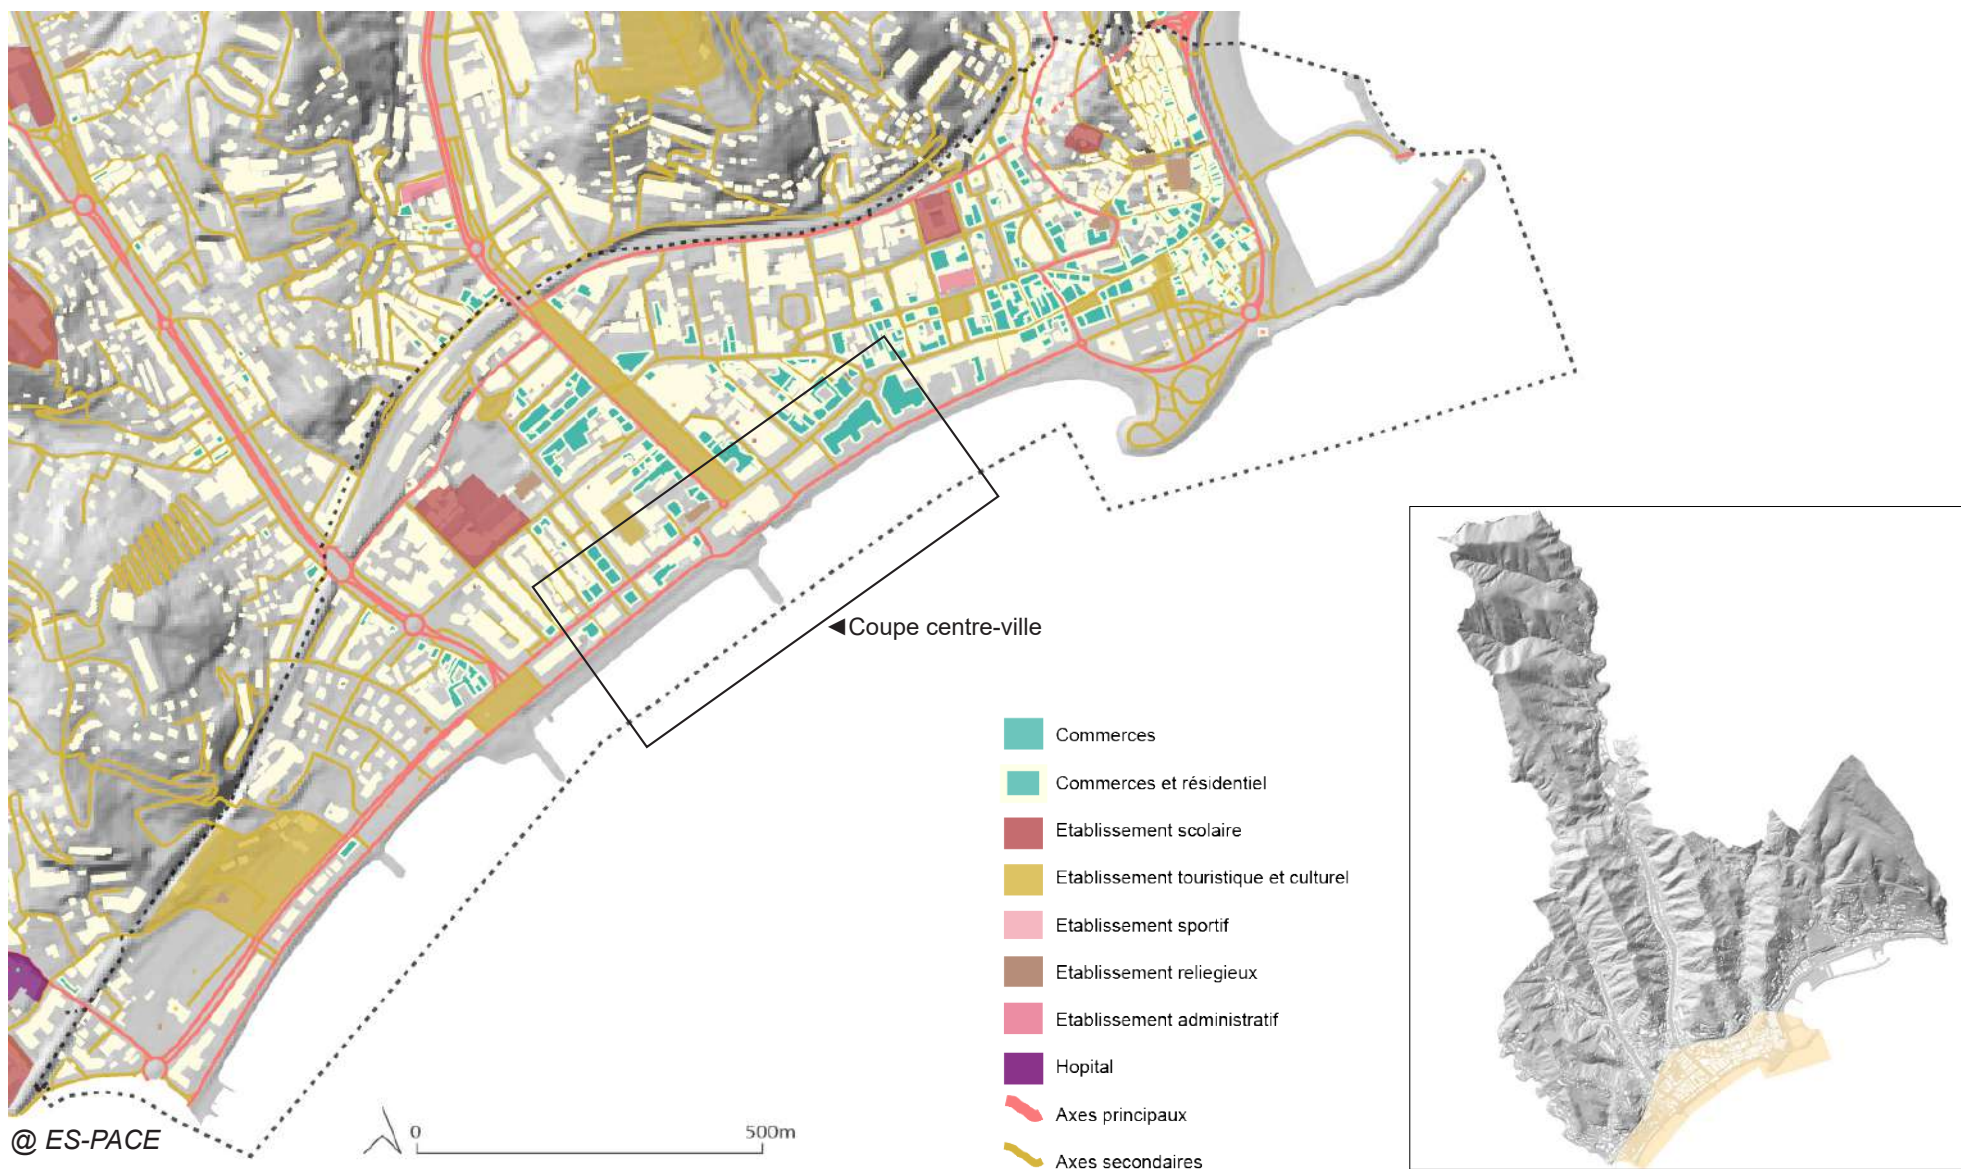 ◀Coupe centre-ville
Commerces
Commerces et résidentiel
Etablissement scolaire
Etablissement touristique et culturel
Etablissement sportif
Etablissement reliegieux
Etablissement administratif
Hopital
Axes principaux
Axes secondaires
0 500m
@ ES-PACE